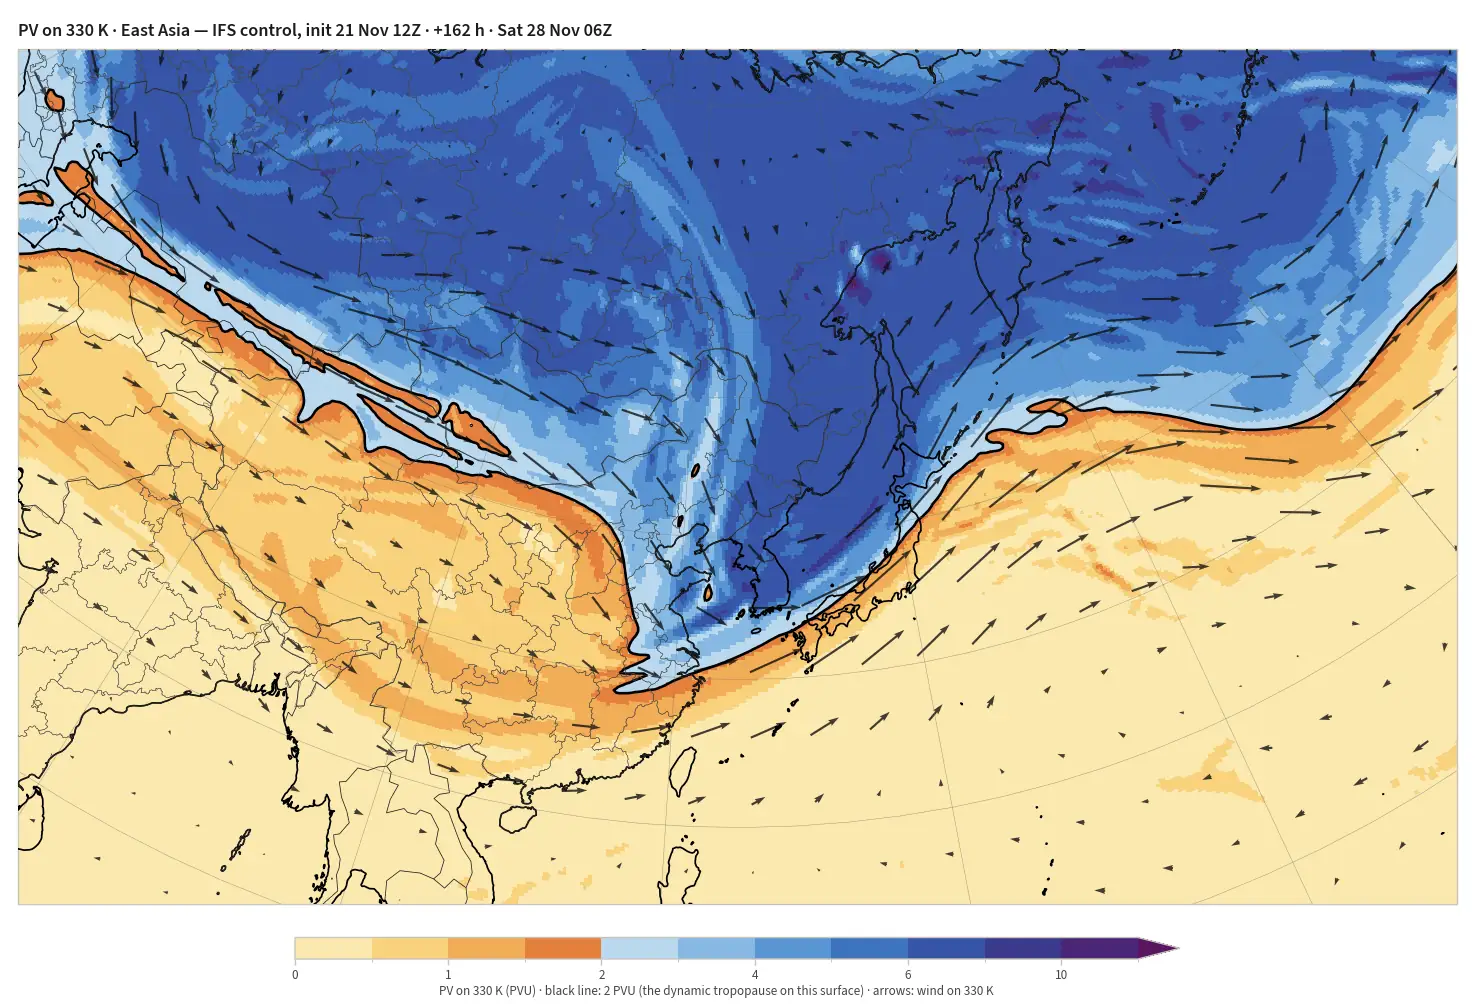 PV on 330 K · East Asia — IFS control, init 21 Nov 12Z · +162 h · Sat 28 Nov 06Z
0 1 2 4 6 10
PV on 330 K (PVU) · black line: 2 PVU (the dynamic tropopause on this surface) · arrows: wind on 330 K